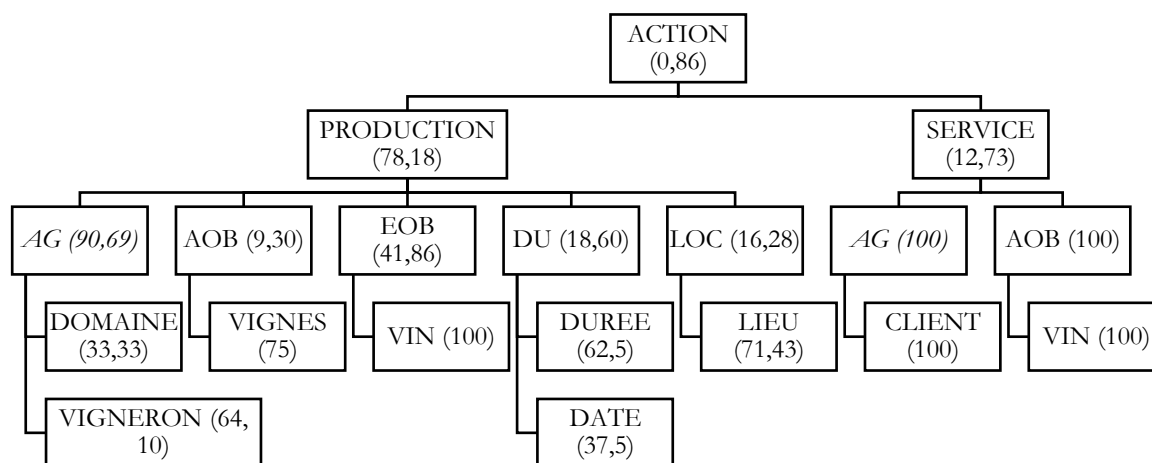 ACTION
(0,86)
PRODUCTION
(78,18)
SERVICE
(12,73)
AG (90,69)
AOB (9,30)
EOB
(41,86)
DU (18,60)
LOC (16,28)
AG (100)
AOB (100)
DOMAINE
(33,33)
VIGNES
(75)
VIN (100)
DUREE
(62,5)
LIEU
(71,43)
CLIENT
(100)
VIN (100)
VIGNERON (64,
10)
DATE
(37,5)